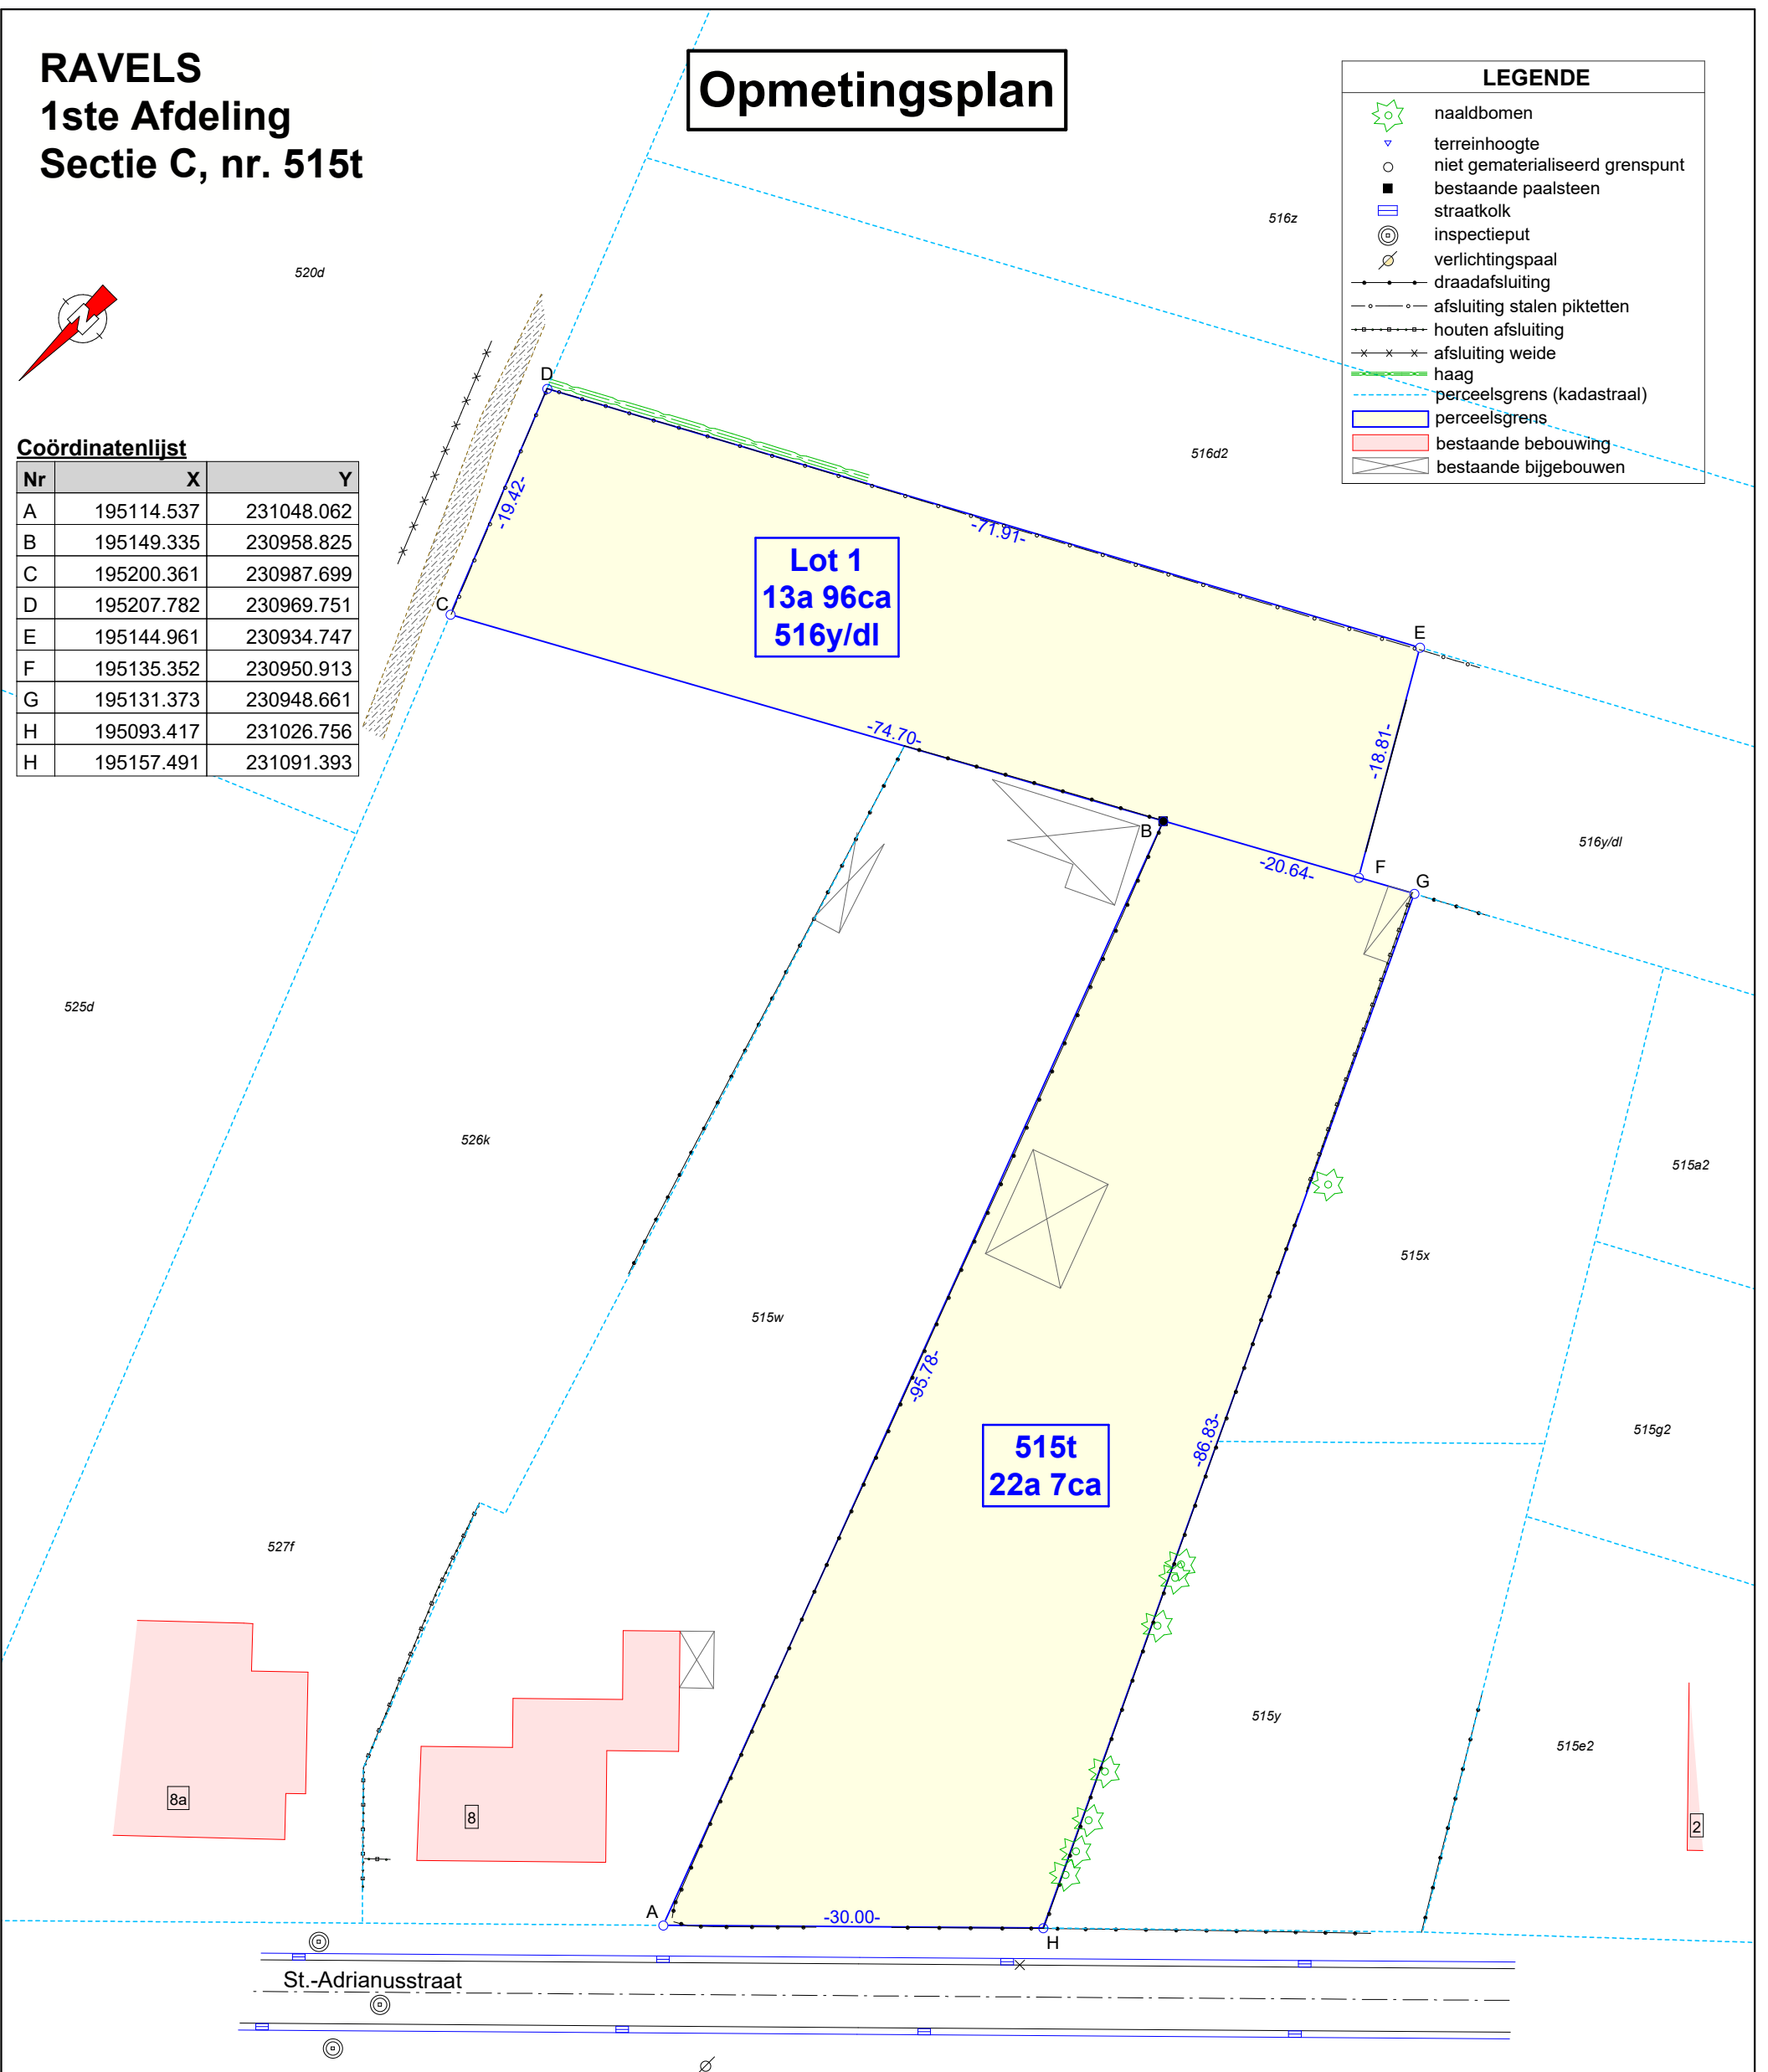 RAVELS
1ste Afdeling
Sectie C, nr. 515t
Opmetingsplan
LEGENDE
naaldbomen
terreinhoogte
niet gematerialiseerd grenspunt
bestaande paalsteen
straatkolk
inspectieput
verlichtingspaal
draadafsluiting
afsluiting stalen piktetten
houten afsluiting
afsluiting weide
haag
perceelsgrens (kadastraal)
perceelsgrens
bestaande bebouwing
bestaande bijgebouwen
516z
520d
D
516d2
Coördinatenlijst
Nr X Y
A 195114.537 231048.062
B 195149.335 230958.825
C 195200.361 230987.699
D 195207.782 230969.751
E 195144.961 230934.747
F 195135.352 230950.913
G 195131.373 230948.661
H 195093.417 231026.756
H 195157.491 231091.393
-19.42-
-71.91-
Lot 1
13a 96ca
516y/dl
C
E
-74.70-
-18.81-
B
516y/dl
-20.64-
F
G
525d
526k
515a2
515x
515w
-95.78-
-86.83-
515g2
515t
22a 7ca
527f
515y
515e2
8a
8
2
A
-30.00-
H
St.-Adrianusstraat